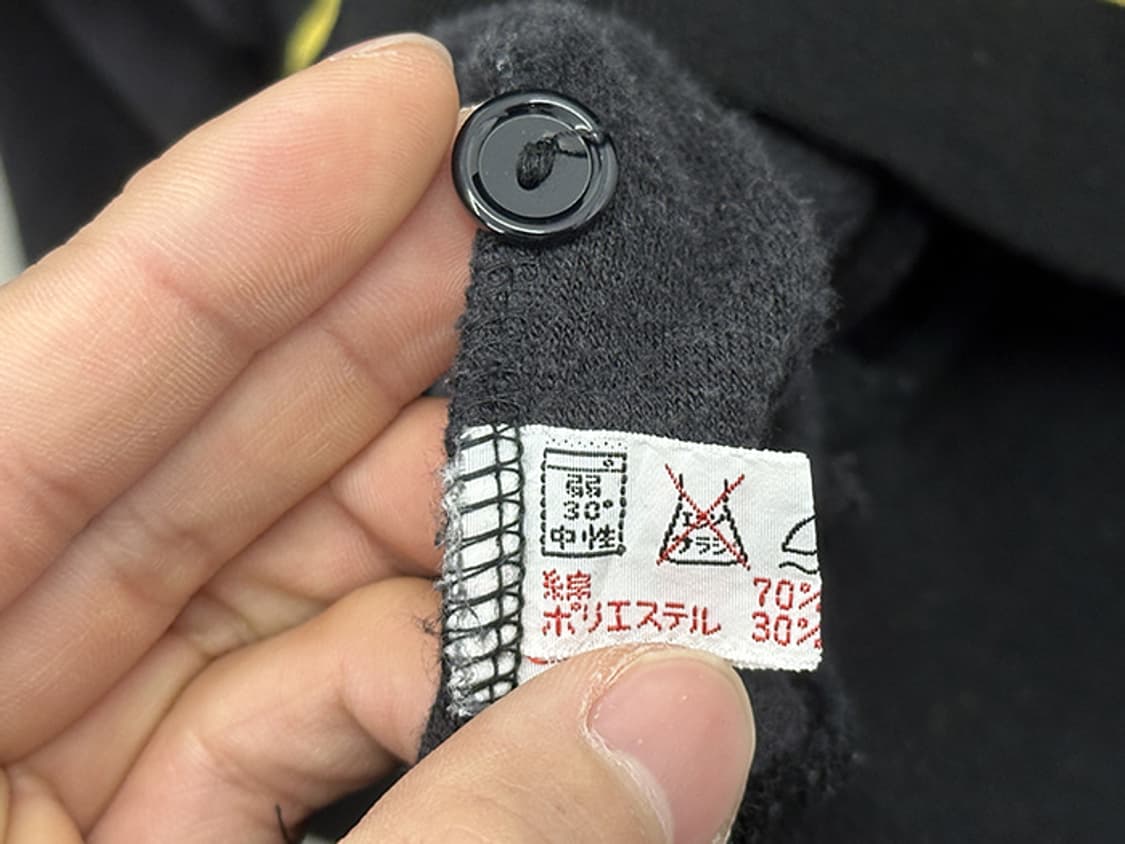 弱
30°
中性
エンソ
サラシ
綿 70%
ポリエステル 30%